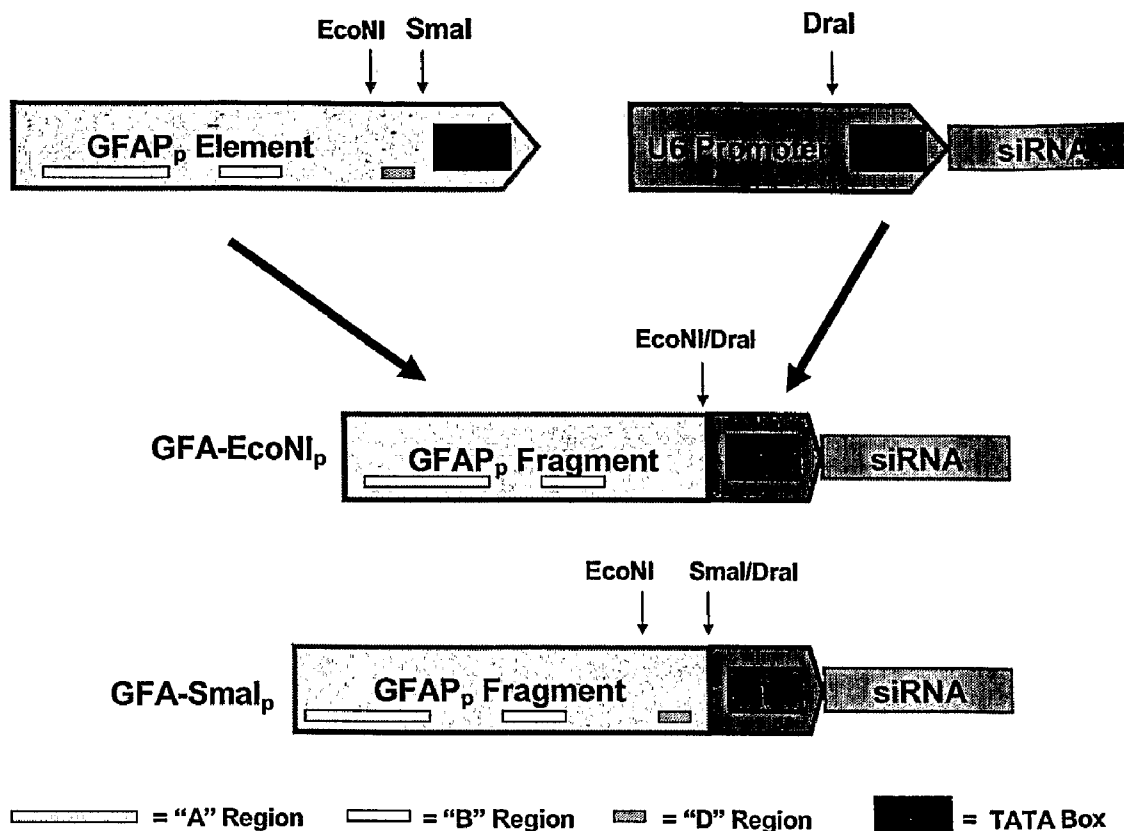 EcoNI SmaI
DraI
GFAPp Element
U6 Promoter
siRNA
EcoNI/DraI
GFA-EcoNIp
GFAPp Fragment
siRNA
EcoNI SmaI/DraI
GFA-SmaIp
GFAPp Fragment
siRNA
= "A" Region = "B" Region = "D" Region = TATA Box